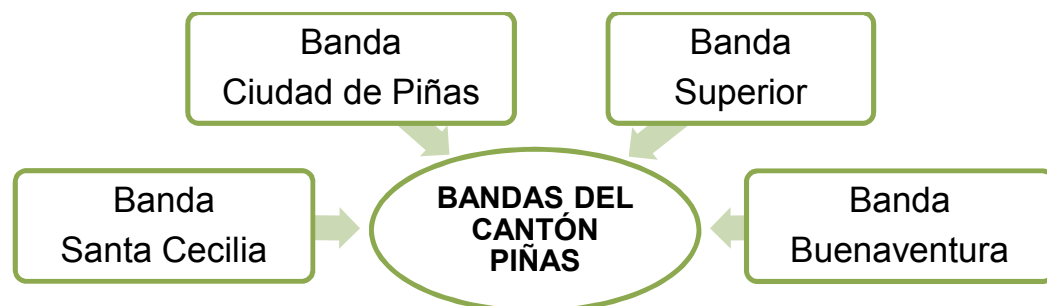 Banda
Ciudad de Piñas
Banda
Superior
Banda
Santa Cecilia
BANDAS DEL
CANTÓN
PIÑAS
Banda
Buenaventura